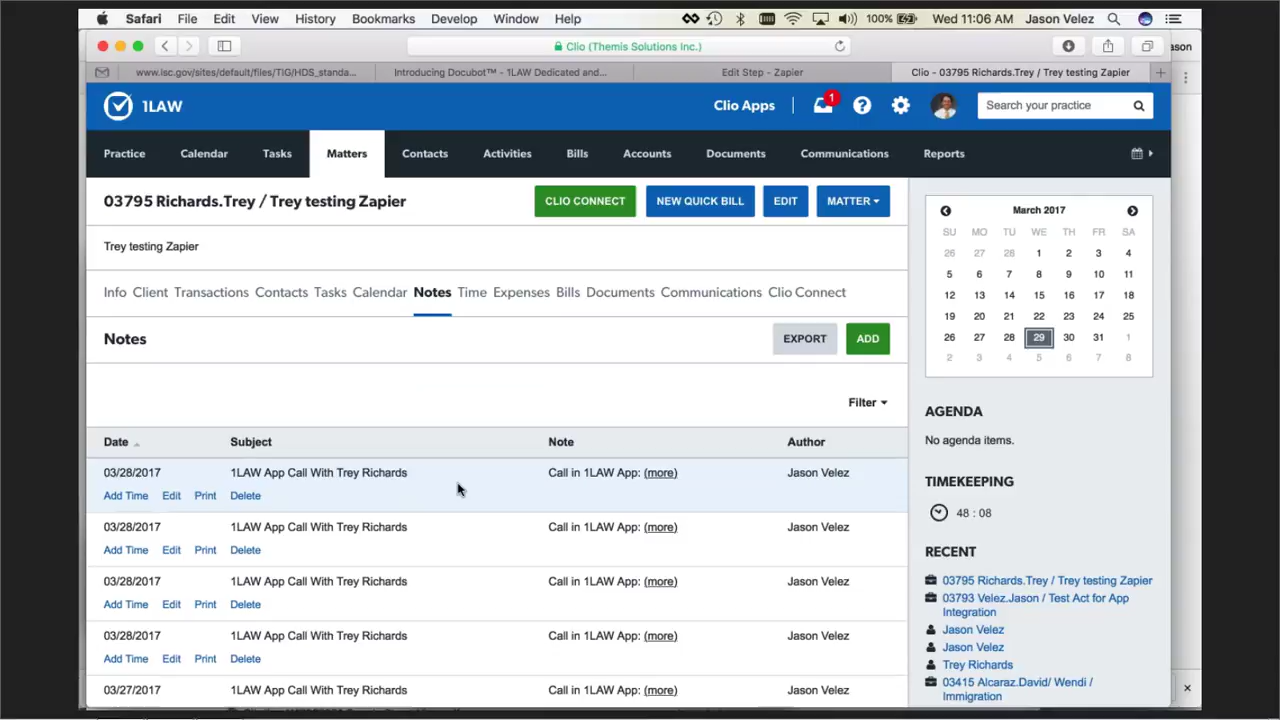 Safari File Edit View History Bookmarks Develop Window Help 100% Wed 11:06 AM Jason Velez
Clio (Themis Solutions Inc.) ason
www.isc.gov/sites/default/files/TIG/HDS_standa... Introducing Docubot™ - 1LAW Dedicated and... Edit Step - Zapier Clio - 03795 Richards.Trey / Trey testing Zapier
1LAW Clio Apps 1 Search your practice
Practice Calendar Tasks Matters Contacts Activities Bills Accounts Documents Communications Reports
03795 Richards.Trey / Trey testing Zapier CLIO CONNECT NEW QUICK BILL EDIT MATTER
Trey testing Zapier
Info Client Transactions Contacts Tasks Calendar Notes Time Expenses Bills Documents Communications Clio Connect
Notes EXPORT ADD
Filter
Date Subject Note Author
03/28/2017 1LAW App Call With Trey Richards Call in 1LAW App: (more) Jason Velez
Add Time Edit Print Delete
03/28/2017 1LAW App Call With Trey Richards Call in 1LAW App: (more) Jason Velez
Add Time Edit Print Delete
03/28/2017 1LAW App Call With Trey Richards Call in 1LAW App: (more) Jason Velez
Add Time Edit Print Delete
03/28/2017 1LAW App Call With Trey Richards Call in 1LAW App: (more) Jason Velez
Add Time Edit Print Delete
03/27/2017 1LAW App Call With Trey Richards Call in 1LAW App: (more) Jason Velez
March 2017
SU MO TU WE TH FR SA
26 27 28 1 2 3 4
5 6 7 8 9 10 11
12 13 14 15 16 17 18
19 20 21 22 23 24 25
26 27 28 29 30 31 1
2 3 4 5 6 7 8
AGENDA
No agenda items.
TIMEKEEPING
48 : 08
RECENT
03795 Richards.Trey / Trey testing Zapier
03793 Velez.Jason / Test Act for App
Integration
Jason Velez
Jason Velez
Trey Richards
03415 Alcaraz.David/ Wendi /
Immigration